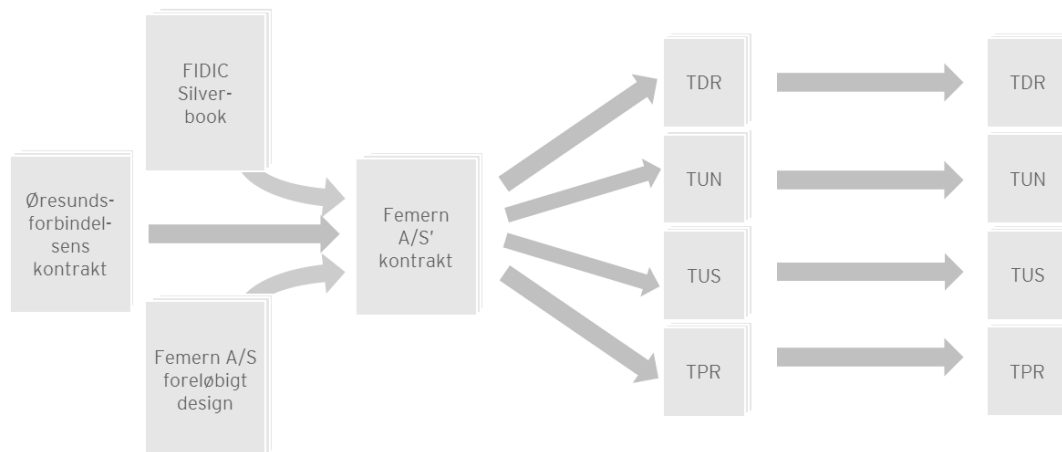 Øresunds-
forbindel-
sens
kontrakt
FIDIC
Silver-
book
Femern A/S
foreløbigt
design
Femern
A/S'
kontrakt
TDR
TUN
TUS
TPR
TDR
TUN
TUS
TPR